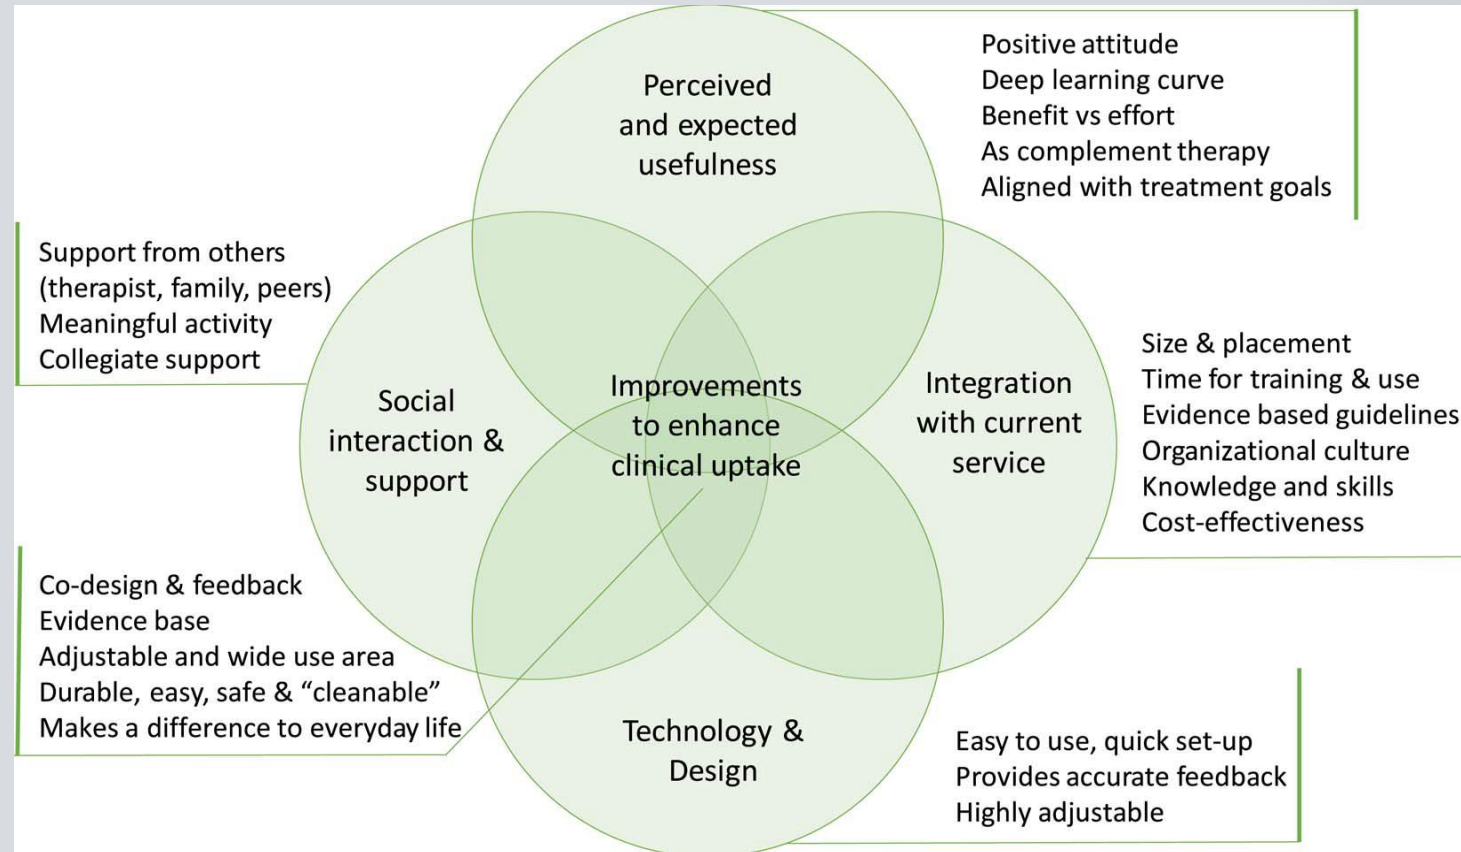 Perceived
and expected
usefulness
Positive attitude
Deep learning curve
Benefit vs effort
As complement therapy
Aligned with treatment goals
Support from others
(therapist, family, peers)
Meaningful activity
Collegiate support
Social
interaction &
support
Improvements
to enhance
clinical uptake
Integration
with current
service
Size & placement
Time for training & use
Evidence based guidelines
Organizational culture
Knowledge and skills
Cost-effectiveness
Co-design & feedback
Evidence base
Adjustable and wide use area
Durable, easy, safe & “cleanable”
Makes a difference to everyday life
Technology &
Design
Easy to use, quick set-up
Provides accurate feedback
Highly adjustable